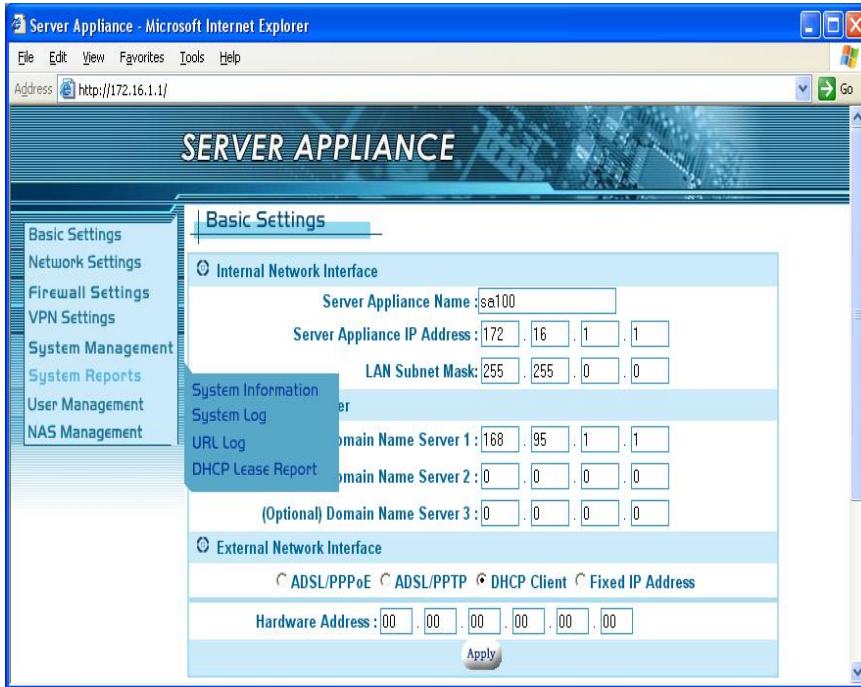 Server Appliance - Microsoft Internet Explorer
File Edit View Favorites Tools Help
Address http://172.16.1.1/ Go
SERVER APPLIANCE
Basic Settings
Network Settings
Firewall Settings
VPN Settings
System Management
System Reports
User Management
NAS Management
System Information
System Log
URL Log
DHCP Lease Report
Basic Settings
Internal Network Interface
Server Appliance Name : sa100
Server Appliance IP Address : 172 . 16 . 1 . 1
LAN Subnet Mask: 255 . 255 . 0 . 0
er
omain Name Server 1 : 168 . 95 . 1 . 1
omain Name Server 2 : 0 . 0 . 0 . 0
(Optional) Domain Name Server 3 : 0 . 0 . 0 . 0
External Network Interface
ADSL/PPPoE ADSL/PPTP DHCP Client Fixed IP Address
Hardware Address : 00 . 00 . 00 . 00 . 00 . 00
Apply